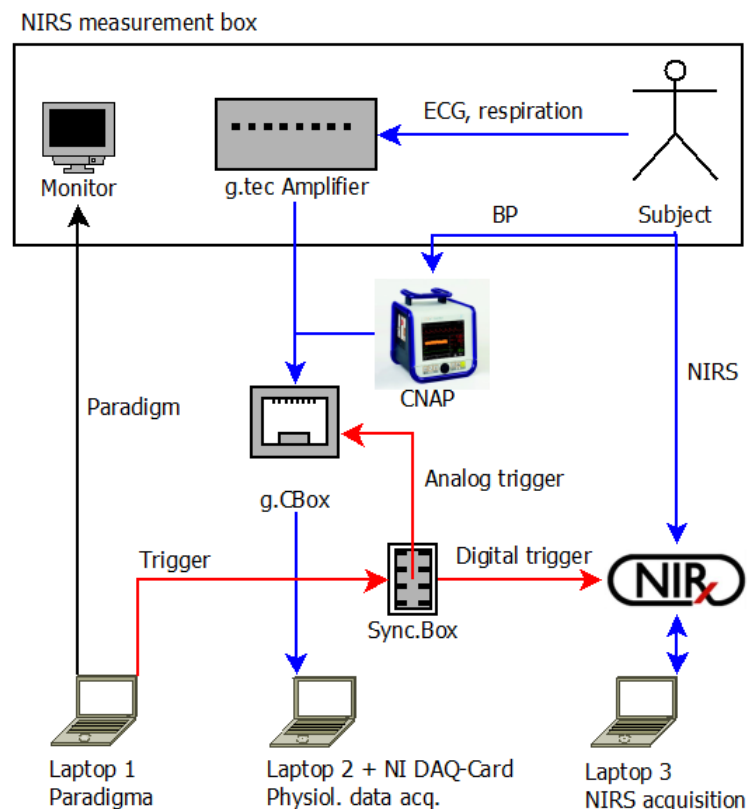 NIRS measurement box
ECG, respiration
Monitor
g.tec Amplifier
BP
Subject
CNAP
NIRS
Paradigm
Analog trigger
g.CBox
Trigger
Digital trigger
NIRx
Sync.Box
Laptop 1
Paradigma
Laptop 2 + NI DAQ-Card
Physiol. data acq.
Laptop 3
NIRS acquisition